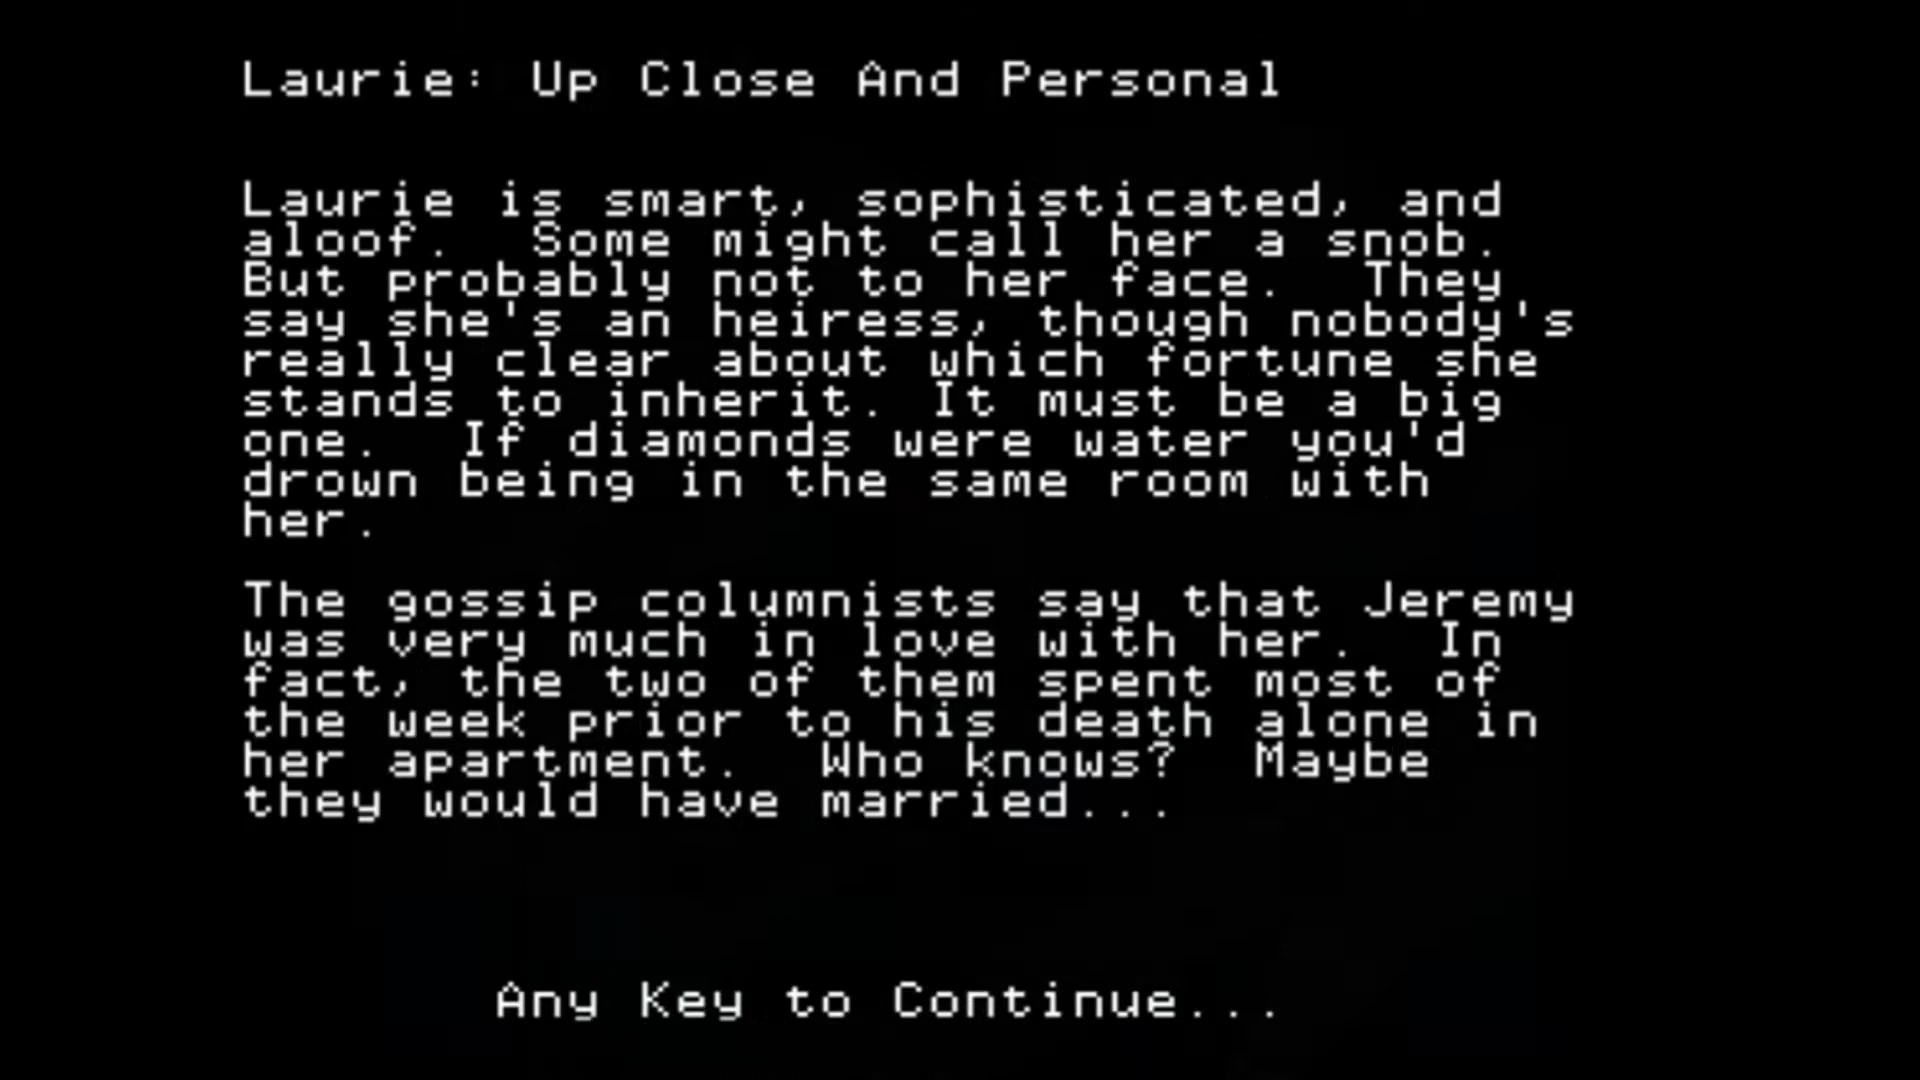 Laurie: Up Close And Personal
Laurie is smart, sophisticated, and
aloof.  Some might call her a snob.
But probably not to her face.  They
say she's an heiress, though nobody's
really clear about which fortune she
stands to inherit. It must be a big
one.  If diamonds were water you'd
drown being in the same room with
her.
The gossip columnists say that Jeremy
was very much in love with her.  In
fact, the two of them spent most of
the week prior to his death alone in
her apartment.  Who knows?  Maybe
they would have married...
Any Key to Continue...